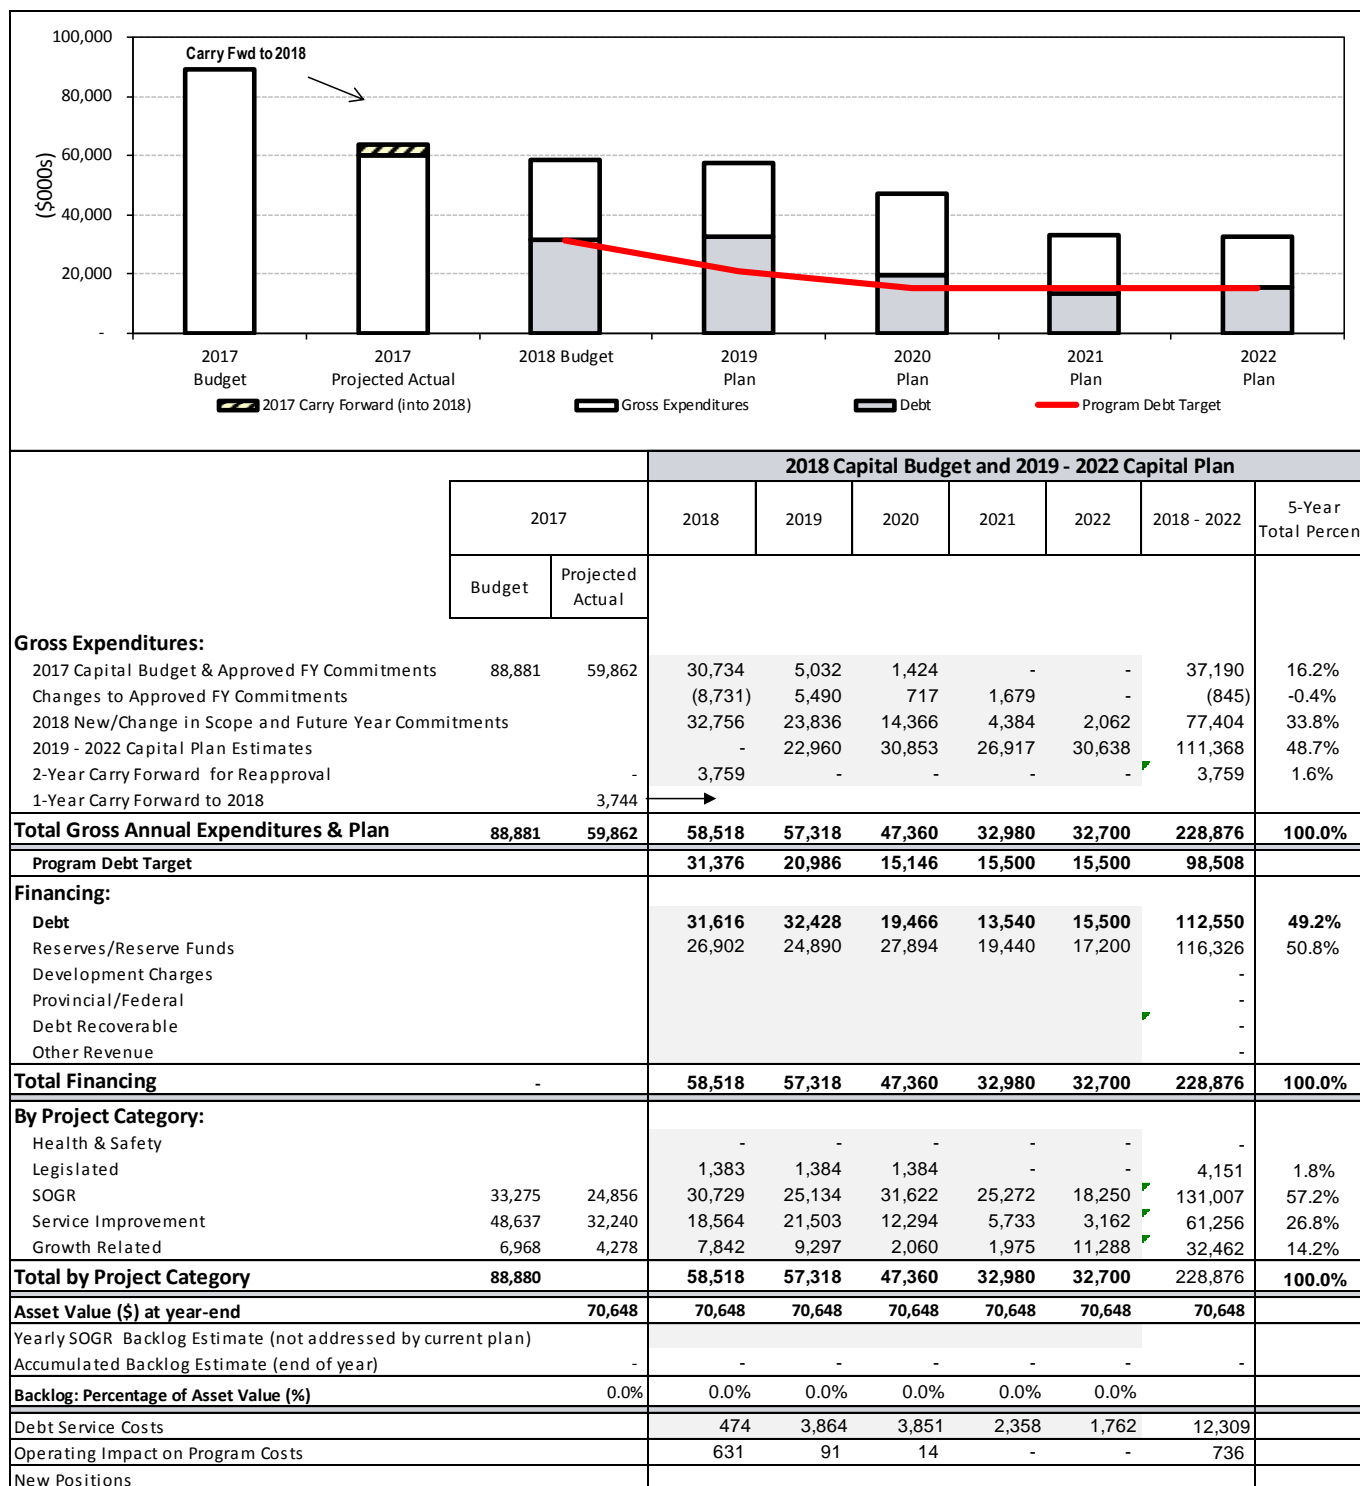 100,000
Carry Fwd to 2018
80,000
60,000
($000s)
40,000
20,000
-
2017 Budget
2017 Projected Actual
2018 Budget
2019 Plan
2020 Plan
2021 Plan
2022 Plan
2017 Carry Forward (into 2018) Gross Expenditures Debt Program Debt Target
2018 Capital Budget and 2019 - 2022 Capital Plan
2017 2018 2019 2020 2021 2022 2018 - 2022 5-Year Total Percen
Budget Projected Actual
Gross Expenditures:
2017 Capital Budget & Approved FY Commitments 88,881 59,862 30,734 5,032 1,424 - - 37,190 16.2%
Changes to Approved FY Commitments (8,731) 5,490 717 1,679 - (845) -0.4%
2018 New/Change in Scope and Future Year Commitments 32,756 23,836 14,366 4,384 2,062 77,404 33.8%
2019 - 2022 Capital Plan Estimates - 22,960 30,853 26,917 30,638 111,368 48.7%
2-Year Carry Forward for Reapproval - 3,759 - - - - 3,759 1.6%
1-Year Carry Forward to 2018 3,744
Total Gross Annual Expenditures & Plan 88,881 59,862 58,518 57,318 47,360 32,980 32,700 228,876 100.0%
Program Debt Target 31,376 20,986 15,146 15,500 15,500 98,508
Financing:
Debt 31,616 32,428 19,466 13,540 15,500 112,550 49.2%
Reserves/Reserve Funds 26,902 24,890 27,894 19,440 17,200 116,326 50.8%
Development Charges -
Provincial/Federal -
Debt Recoverable -
Other Revenue -
Total Financing - 58,518 57,318 47,360 32,980 32,700 228,876 100.0%
By Project Category:
Health & Safety - - - - - -
Legislated 1,383 1,384 1,384 - - 4,151 1.8%
SOGR 33,275 24,856 30,729 25,134 31,622 25,272 18,250 131,007 57.2%
Service Improvement 48,637 32,240 18,564 21,503 12,294 5,733 3,162 61,256 26.8%
Growth Related 6,968 4,278 7,842 9,297 2,060 1,975 11,288 32,462 14.2%
Total by Project Category 88,880 58,518 57,318 47,360 32,980 32,700 228,876 100.0%
Asset Value ($) at year-end 70,648 70,648 70,648 70,648 70,648 70,648 70,648
Yearly SOGR Backlog Estimate (not addressed by current plan)
Accumulated Backlog Estimate (end of year) - - - - - - -
Backlog: Percentage of Asset Value (%) 0.0% 0.0% 0.0% 0.0% 0.0% 0.0%
Debt Service Costs 474 3,864 3,851 2,358 1,762 12,309
Operating Impact on Program Costs 631 91 14 - - 736
New Positions